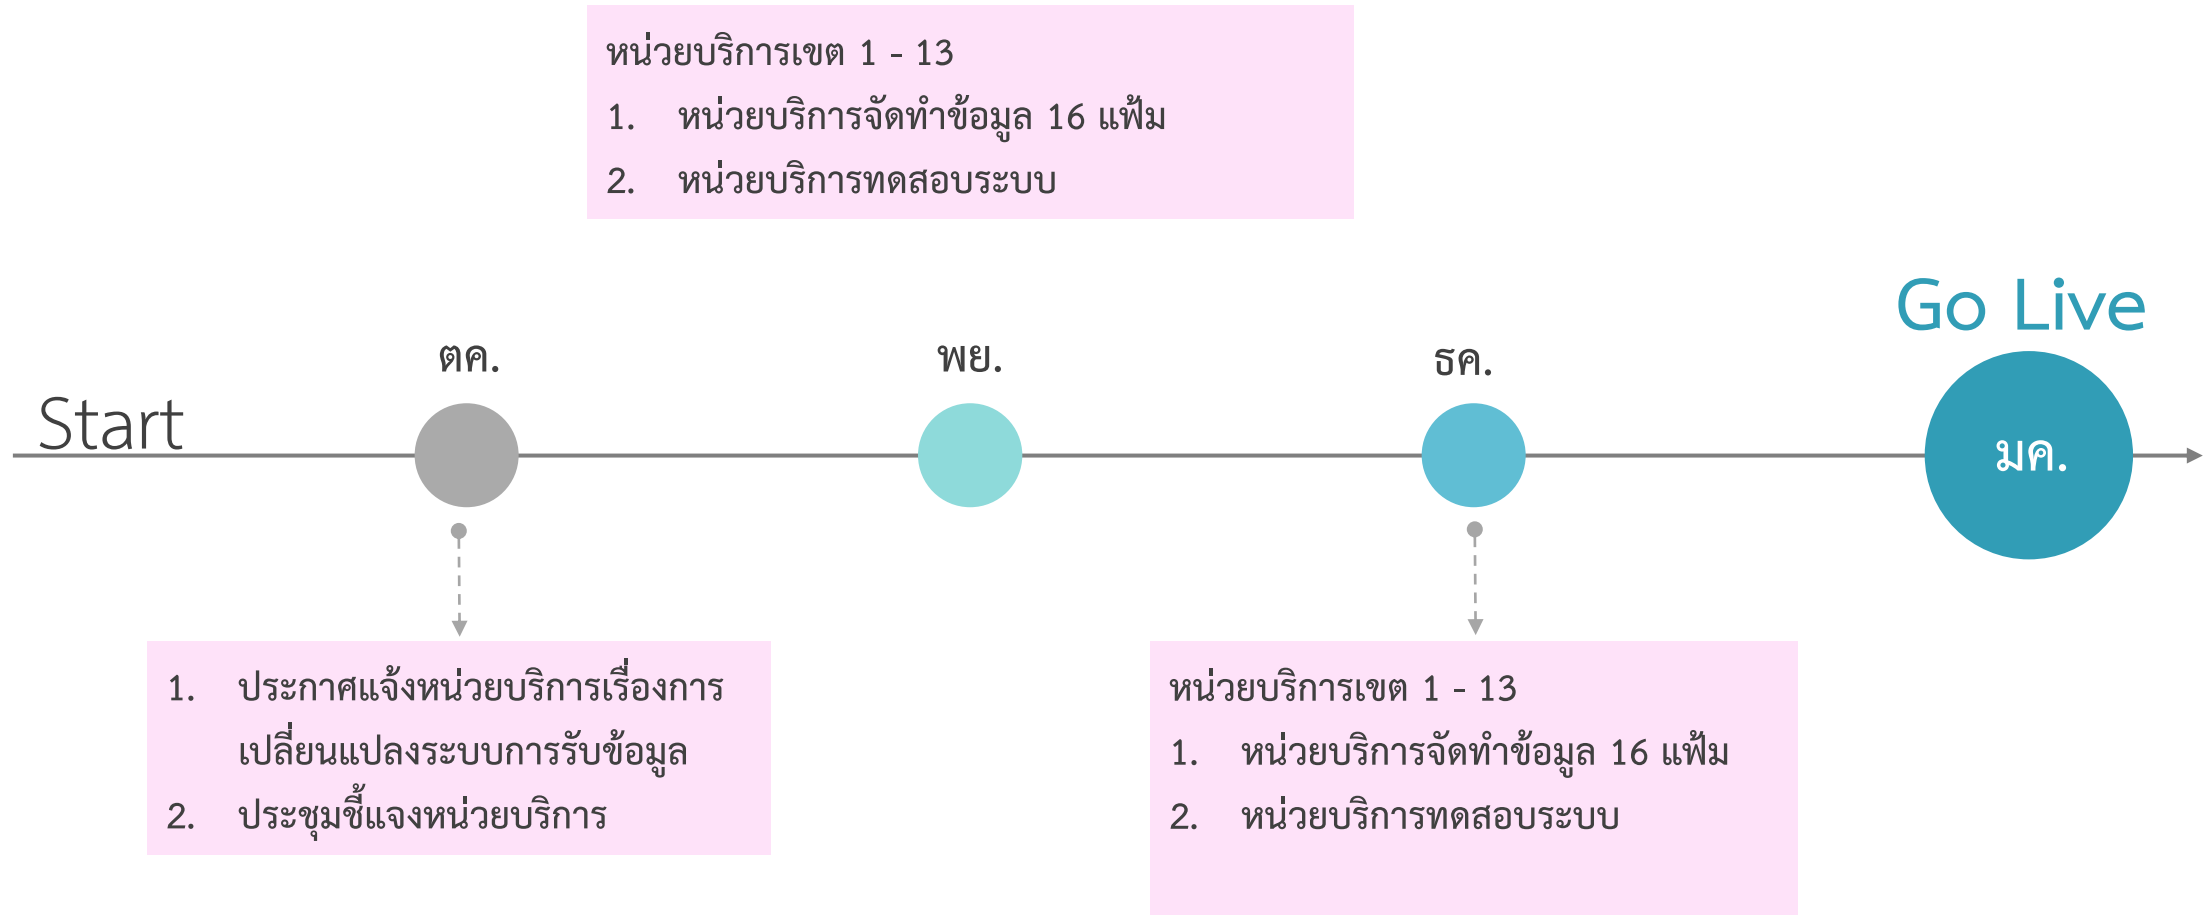 หน่วยบริการเขต 1 - 13
1. หน่วยบริการจัดทำข้อมูล 16 แฟ้ม
2. หน่วยบริการทดสอบระบบ
Go Live
ตค.
พย.
ธค.
Start
มค.
1. ประกาศแจ้งหน่วยบริการเรื่องการ
เปลี่ยนแปลงระบบการรับข้อมูล
2. ประชุมชี้แจงหน่วยบริการ
หน่วยบริการเขต 1 - 13
1. หน่วยบริการจัดทำข้อมูล 16 แฟ้ม
2. หน่วยบริการทดสอบระบบ